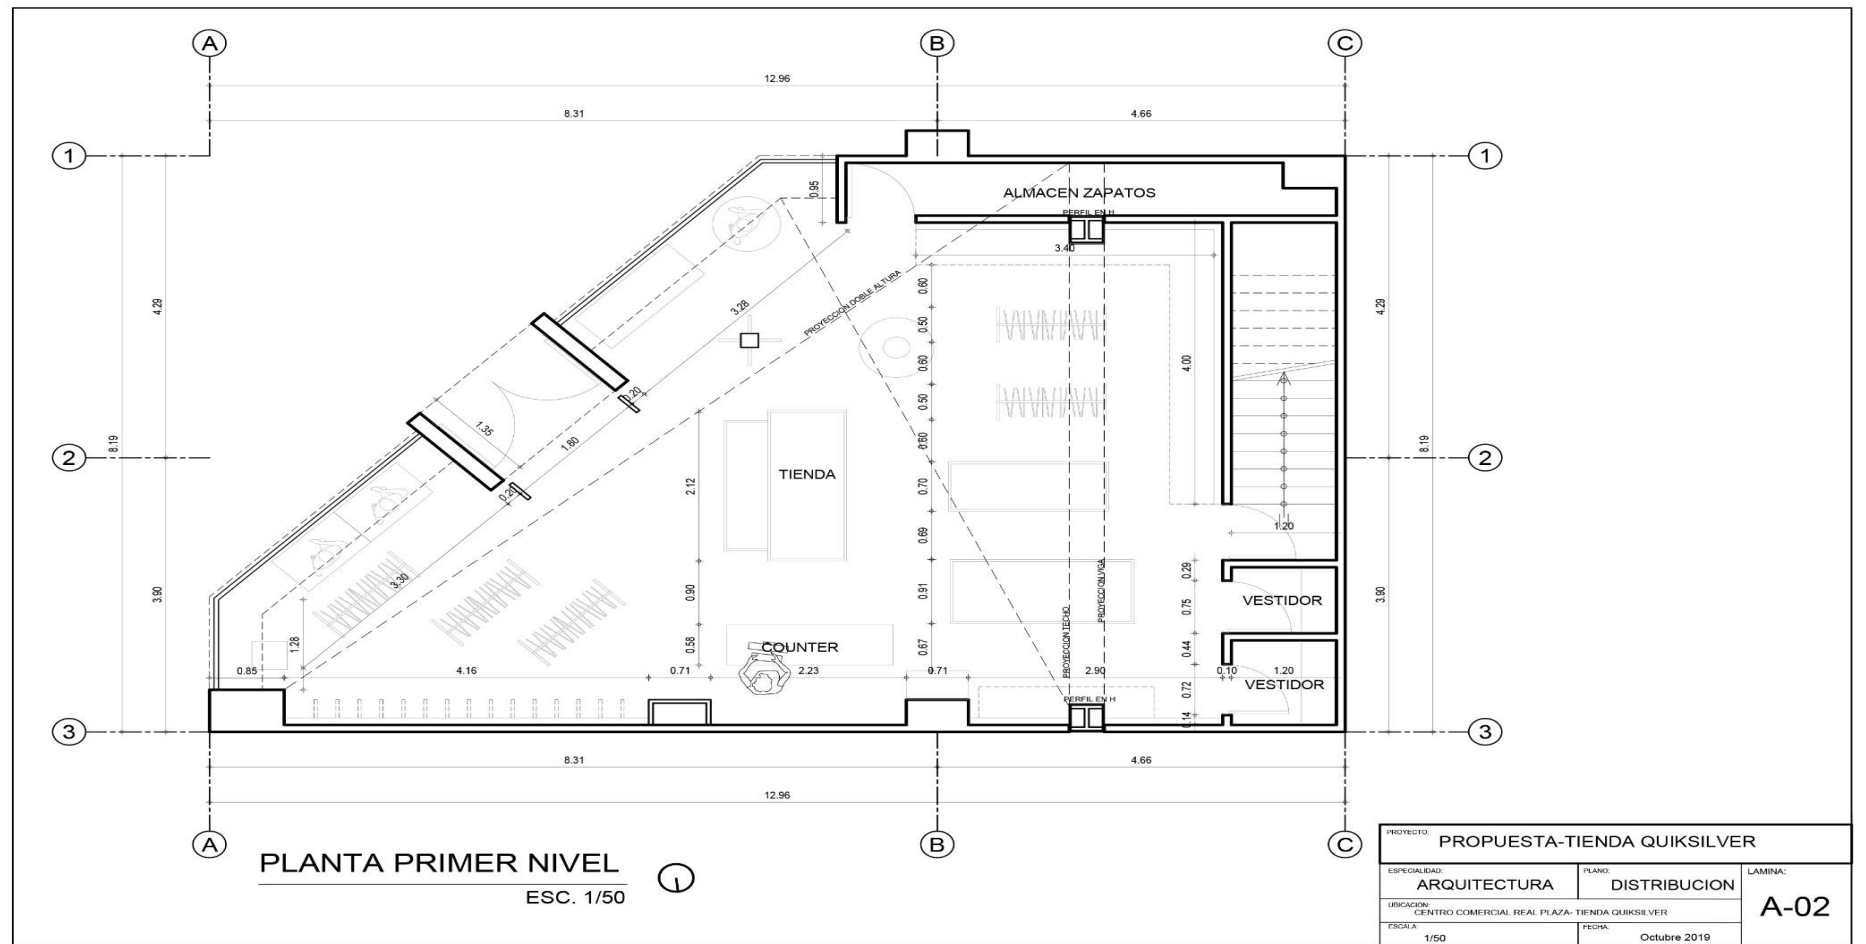 A
B
C
12.96
8.31
4.66
1
1
0.95
ALMACEN ZAPATOS
PERFIL EN H
3.40
PROYECCION DOBLE ALTURA
0.60
4.29
3.28
4.29
0.50
0.60
4.00
0.20
0.50
1.35
1.80
0.60
8.19
2
2
8.19
TIENDA
2.12
0.70
0.20
1.20
0.69
3.30
0.29
3.90
0.90
0.91
PROYECCION VIGA
0.75
VESTIDOR
3.90
1.28
0.58
COUNTER
0.67
PROYECCION TECHO
0.44
0.85
4.16
0.71
2.23
0.71
2.90
0.10
1.20
VESTIDOR
0.72
PERFIL EN H
0.14
3
3
8.31
4.66
12.96
A
B
C
PLANTA PRIMER NIVEL
ESC. 1/50
PROYECTO:
PROPUESTA-TIENDA QUIKSILVER
ESPECIALIDAD:
ARQUITECTURA
PLANO:
DISTRIBUCION
LAMINA:
A-02
UBICACION:
CENTRO COMERCIAL REAL PLAZA- TIENDA QUIKSILVER
ESCALA:
1/50
FECHA:
Octubre 2019